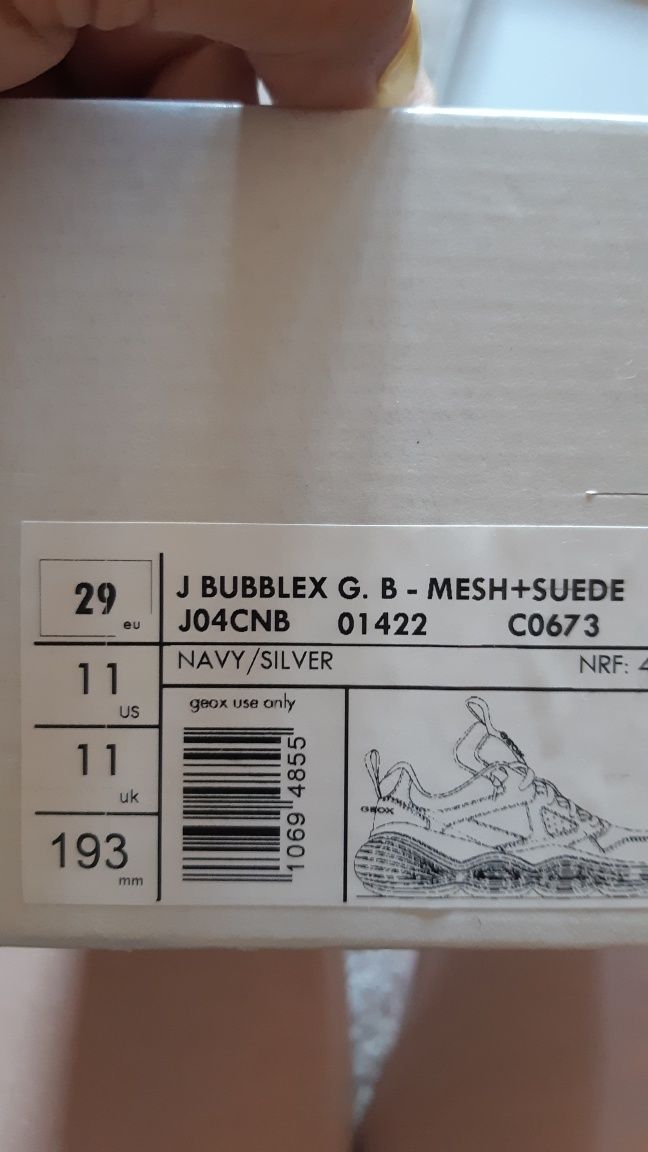 29 eu
11 US
11 uk
193 mm
J BUBBLEX G. B - MESH+SUEDE
J04CNB 01422 C0673
NAVY/SILVER NRF:
geox use only
1069 4855
GEOX